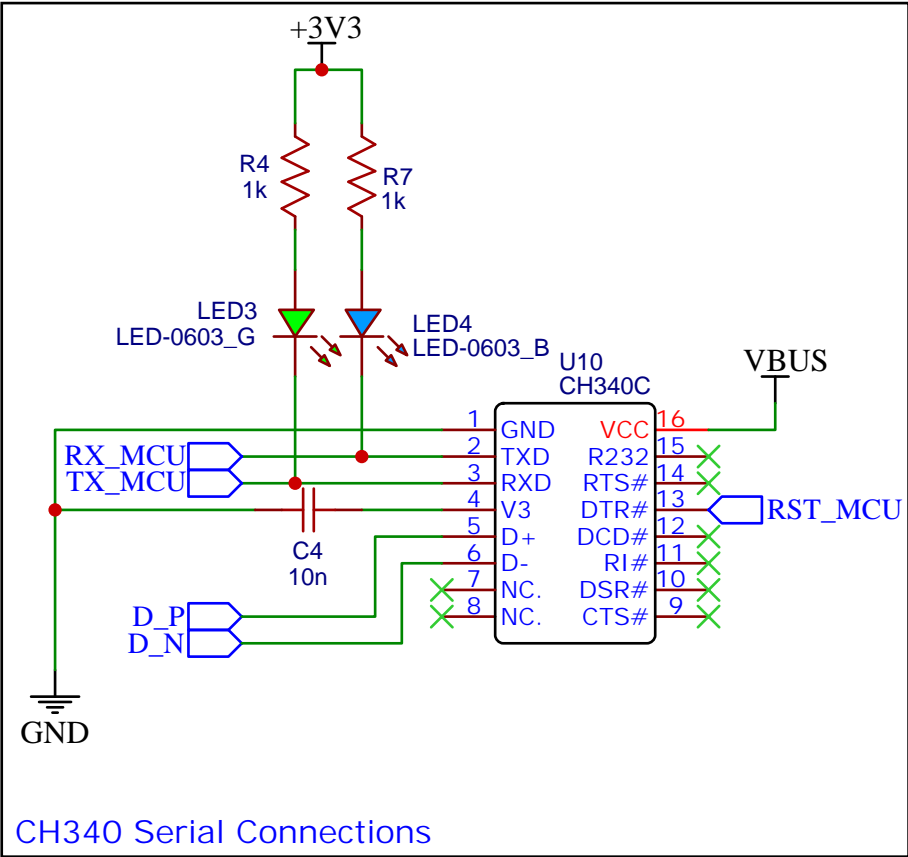 +3V3
R4
1k
R7
1k
LED3
LED-0603_G
LED4
LED-0603_B
U10
CH340C
VBUS
1 GND VCC 16
RX_MCU 2 TXD R232 15
TX_MCU 3 RXD RTS# 14
4 V3 DTR# 13 RST_MCU
5 D+ DCD# 12
6 D- RI# 11
7 NC. DSR# 10
8 NC. CTS# 9
C4
10n
D_P
D_N
GND
CH340 Serial Connections